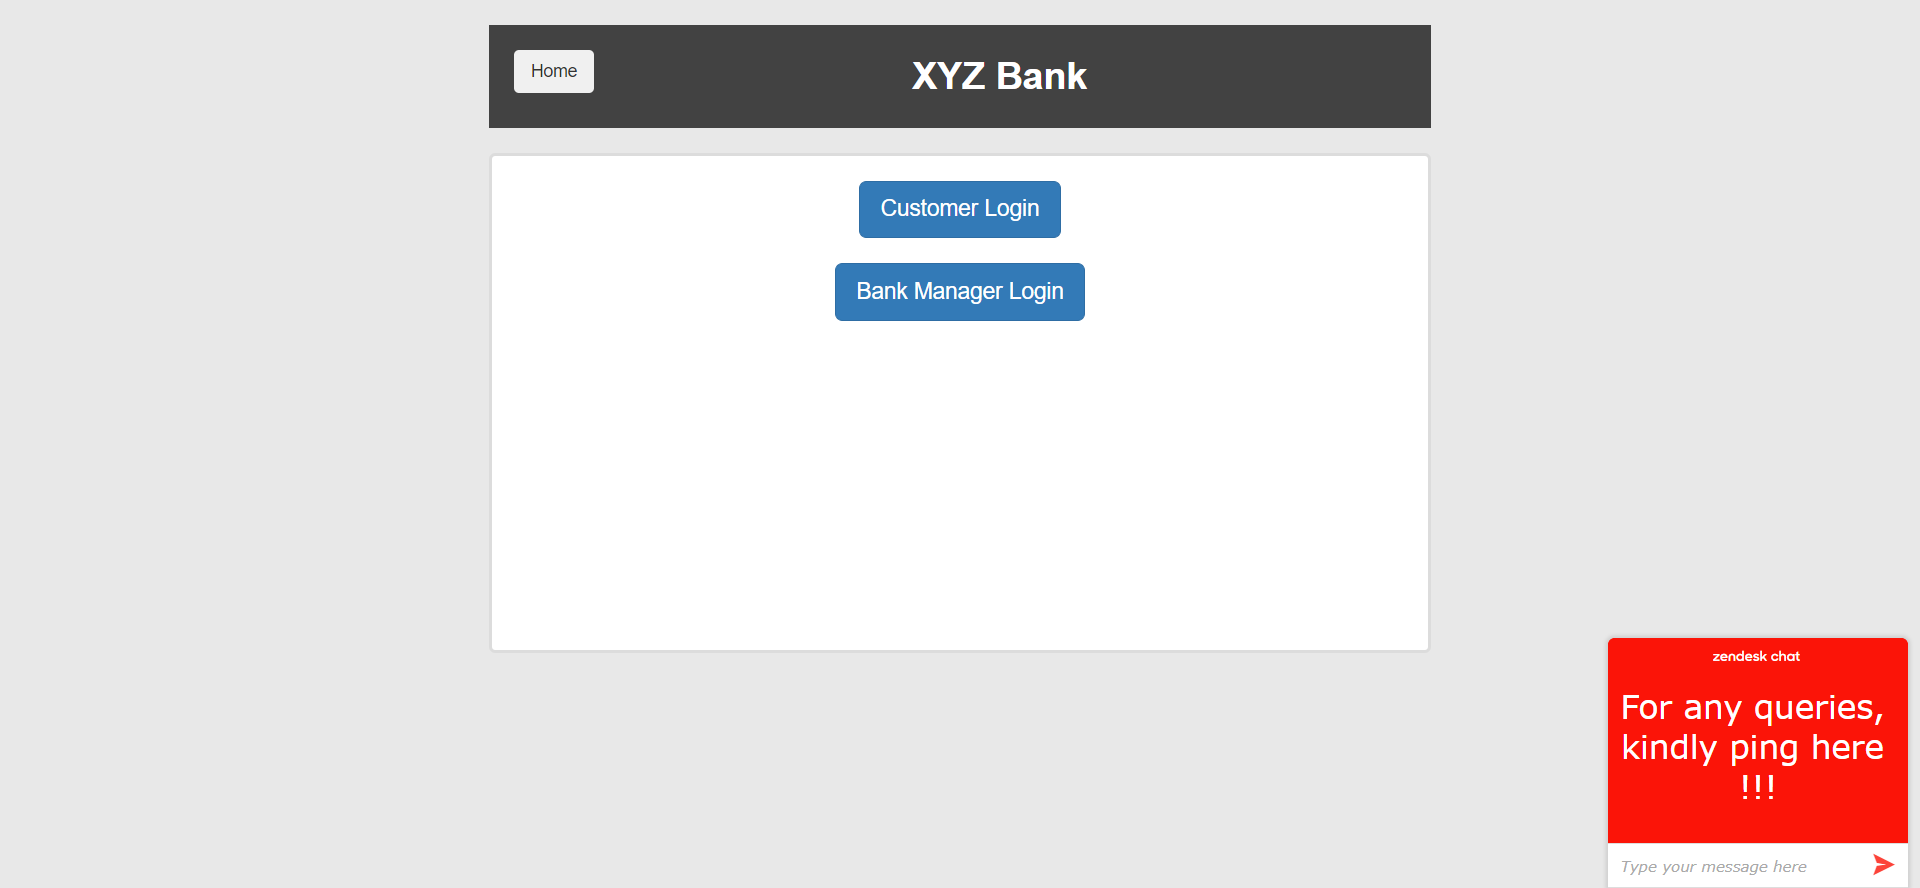 Home
XYZ Bank
Customer Login
Bank Manager Login
zendesk chat
For any queries,
kindly ping here
!!!
Type your message here